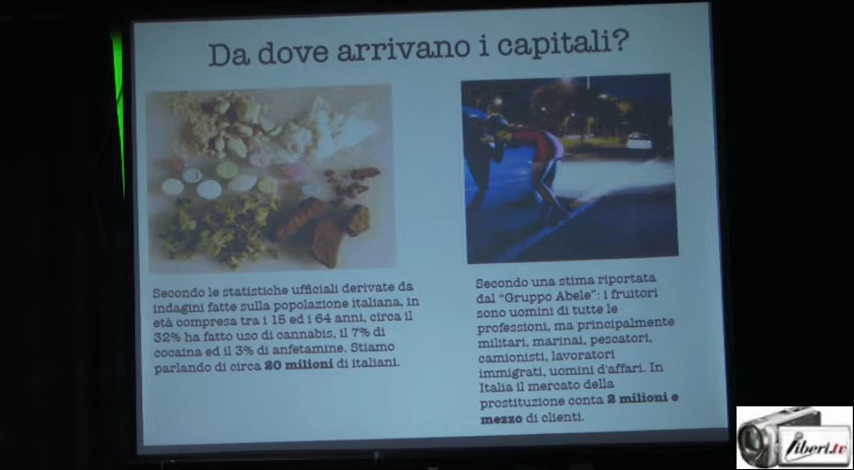 Da dove arrivano i capitali?
Secondo le statistiche ufficiali derivate da
indagini fatte sulla popolazione italiana, in
età compresa tra i 15 ed i 64 anni, circa il
32% ha fatto uso di cannabis, il 7% di
cocaina ed il 3% di anfetamine. Stiamo
parlando di circa 20 milioni di italiani.
Secondo una stima riportata
dal "Gruppo Abele": i fruitori
sono uomini di tutte le
professioni, ma principalmente
militari, marinai, pescatori,
camionisti, lavoratori
immigrati, uomini d'affari. In
Italia il mercato della
prostituzione conta 2 milioni e
mezzo di clienti.
liberi.tv